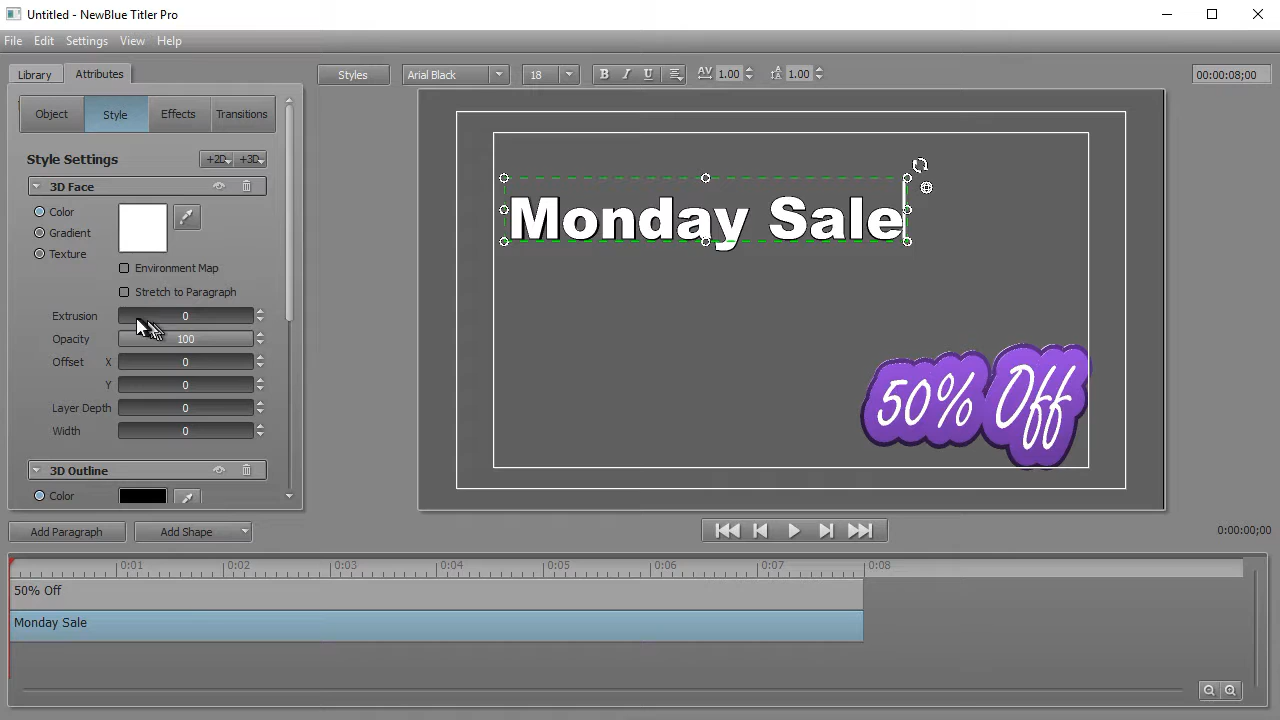 Untitled - NewBlue Titler Pro
File Edit Settings View Help
Library Attributes
Styles Arial Black 18 B I U AV 1.00 A 1.00 00:00:08;00
Object Style Effects Transitions
Style Settings +2D +3D
3D Face
Color
Gradient
Texture
Environment Map
Stretch to Paragraph
Extrusion 0
Opacity 100
Offset X 0
Y 0
Layer Depth 0
Width 0
3D Outline
Color
Monday Sale
50% Off
Add Paragraph Add Shape 0:00:00;00
0:01 0:02 0:03 0:04 0:05 0:06 0:07 0:08
50% Off
Monday Sale